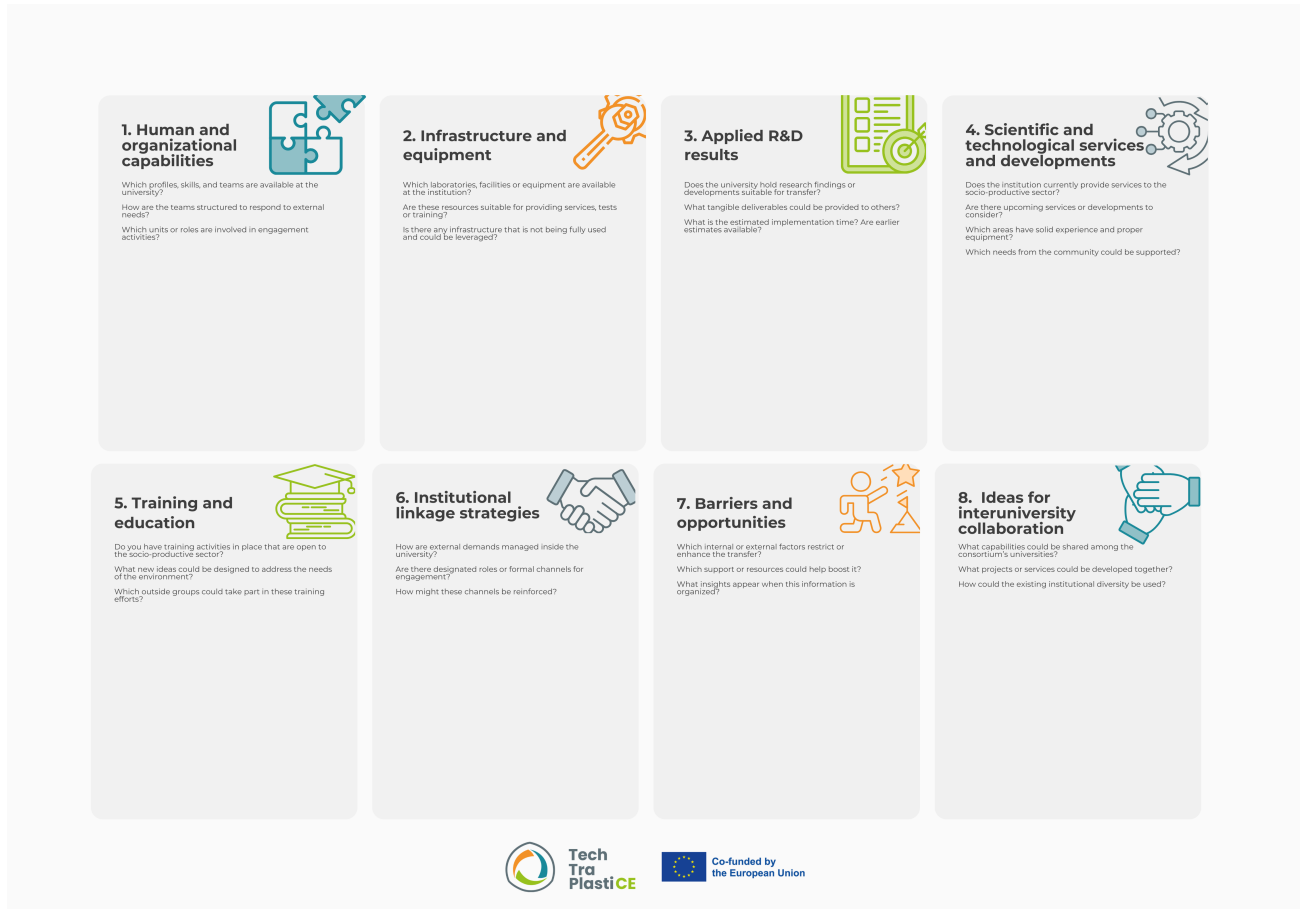 1. Human and
organizational
capabilities
Which profiles, skills, and teams are available at the
university?
How are the teams structured to respond to external
needs?
Which units or roles are involved in engagement
activities?
2. Infrastructure and
equipment
Which laboratories, facilities or equipment are available
at the institution?
Are these resources suitable for providing services, tests
or training?
Is there any infrastructure that is not being fully used
and could be leveraged?
3. Applied R&D
results
Does the university hold research findings or
developments suitable for transfer?
What tangible deliverables could be provided to others?
What is the estimated implementation time? Are earlier
estimates available?
4. Scientific and
technological services
and developments
Does the institution currently provide services to the
socio-productive sector?
Are there upcoming services or developments to
consider?
Which areas have solid experience and proper
equipment?
Which needs from the community could be supported?
5. Training and
education
Do you have training activities in place that are open to
the socio-productive sector?
What new ideas could be designed to address the needs
of the environment?
Which outside groups could take part in these training
efforts?
6. Institutional
linkage strategies
How are external demands managed inside the
university?
Are there designated roles or formal channels for
engagement?
How might these channels be reinforced?
7. Barriers and
opportunities
Which internal or external factors restrict or
enhance the transfer?
Which support or resources could help boost it?
What insights appear when this information is
organized?
8. Ideas for
interuniversity
collaboration
What capabilities could be shared among the
consortium's universities?
What projects or services could be developed together?
How could the existing institutional diversity be used?
Tech
Tra
PlastiCE
Co-funded by
the European Union